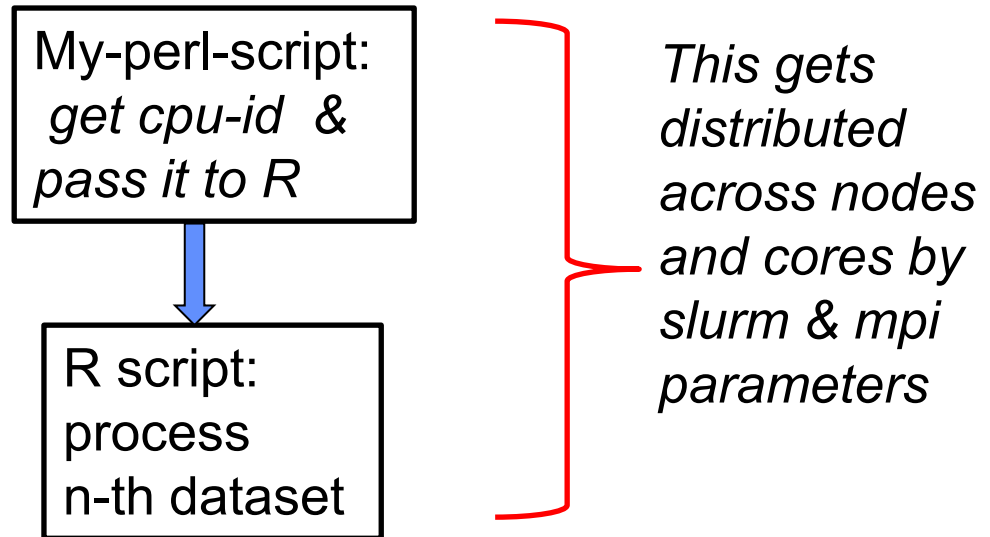 My-perl-script:
get cpu-id &
pass it to R
R script:
process
n-th dataset
This gets
distributed
across nodes
and cores by
slurm & mpi
parameters